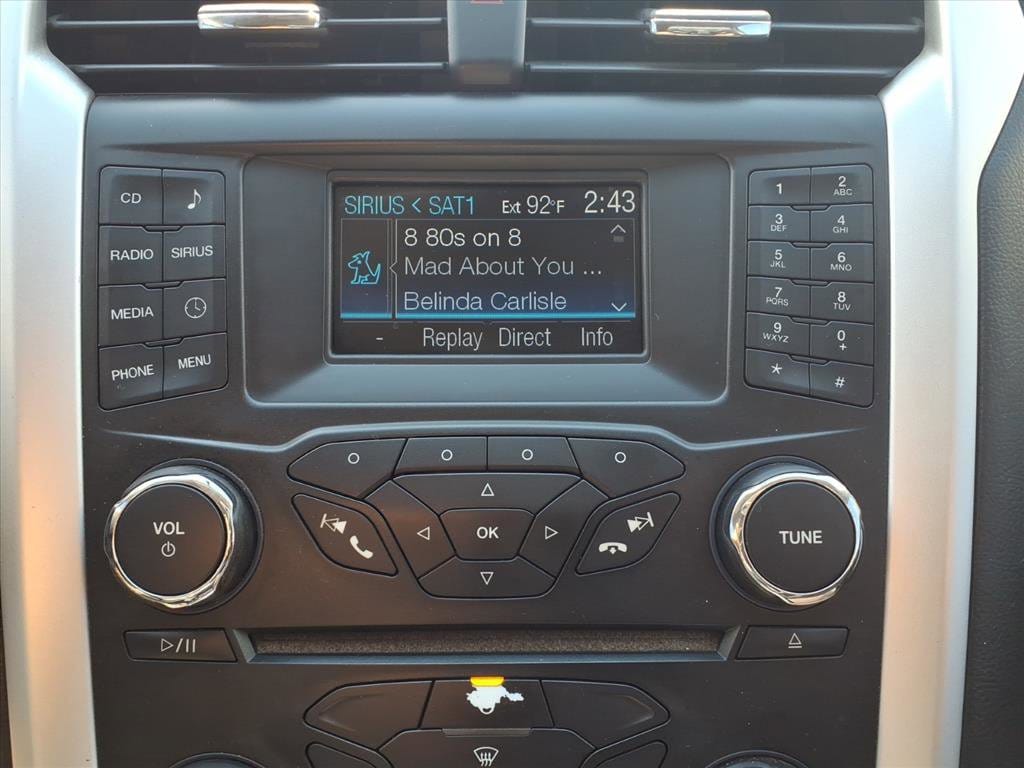 SIRIUS < SAT1 Ext 92°F 2:43
8 80s on 8
Mad About You ...
Belinda Carlisle
- Replay Direct Info
CD
RADIO SIRIUS
MEDIA
PHONE MENU
1 2 ABC
3 DEF 4 GHI
5 JKL 6 MNO
7 PQRS 8 TUV
9 WXYZ 0 +
* #
VOL
OK
TUNE